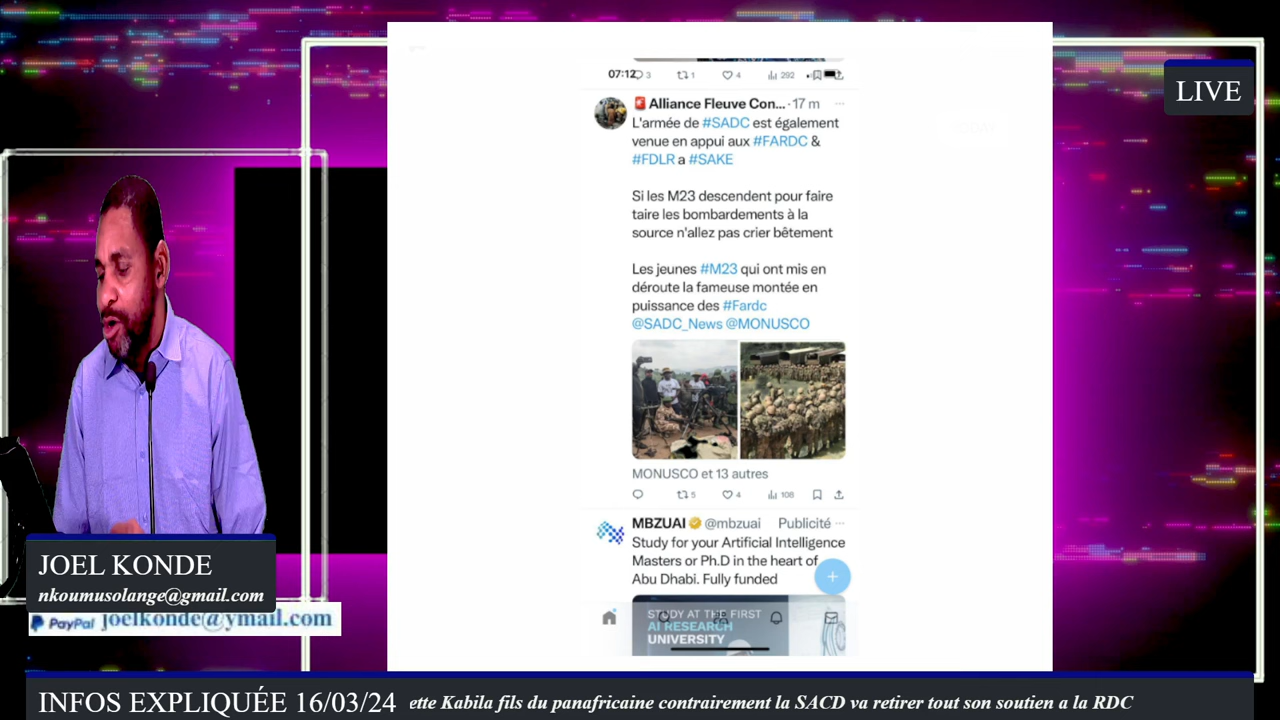 LIVE
07:12
3
1
4
292
Alliance Fleuve Con... · 17 m
L'armée de #SADC est également
venue en appui aux #FARDC &
#FDLR a #SAKE
Si les M23 descendent pour faire
taire les bombardements à la
source n'allez pas crier bêtement
Les jeunes #M23 qui ont mis en
déroute la fameuse montée en
puissance des #Fardc
@SADC_News @MONUSCO
MONUSCO et 13 autres
5
4
108
MBZUAI @mbzuai Publicité
Study for your Artificial Intelligence
Masters or Ph.D in the heart of
Abu Dhabi. Fully funded
STUDY AT THE FIRST
AI RESEARCH
UNIVERSITY
JOEL KONDE
nkoumusolange@gmail.com
PayPal joelkonde@ymail.com
INFOS EXPLIQUÉE 16/03/24 ette Kabila fils du panafricaine contrairement la SACD va retirer tout son soutien a la RDC